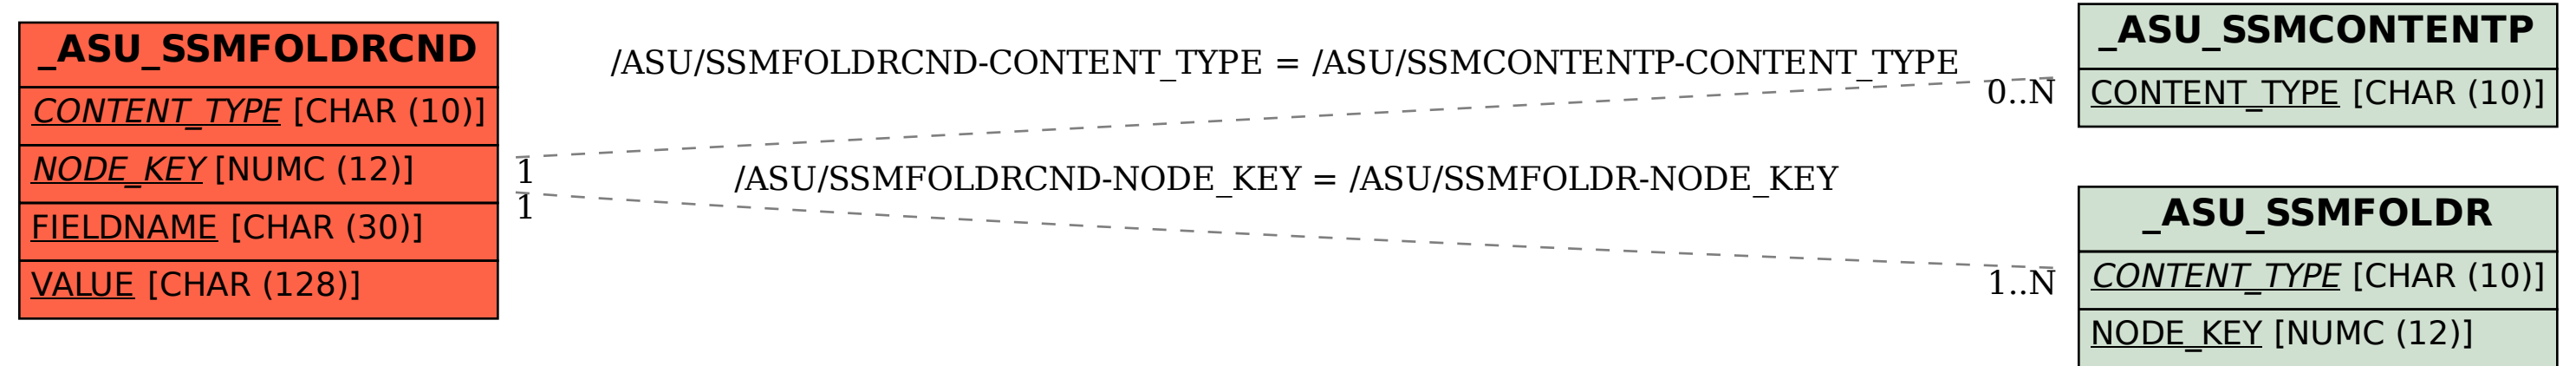 _ASU_SSMFOLDRCND
CONTENT_TYPE [CHAR (10)]
NODE_KEY [NUMC (12)]
FIELDNAME [CHAR (30)]
VALUE [CHAR (128)]
/ASU/SSMFOLDRCND-CONTENT_TYPE = /ASU/SSMCONTENTP-CONTENT_TYPE
0..N
1
/ASU/SSMFOLDRCND-NODE_KEY = /ASU/SSMFOLDR-NODE_KEY
1
1..N
_ASU_SSMCONTENTP
CONTENT_TYPE [CHAR (10)]
_ASU_SSMFOLDR
CONTENT_TYPE [CHAR (10)]
NODE_KEY [NUMC (12)]